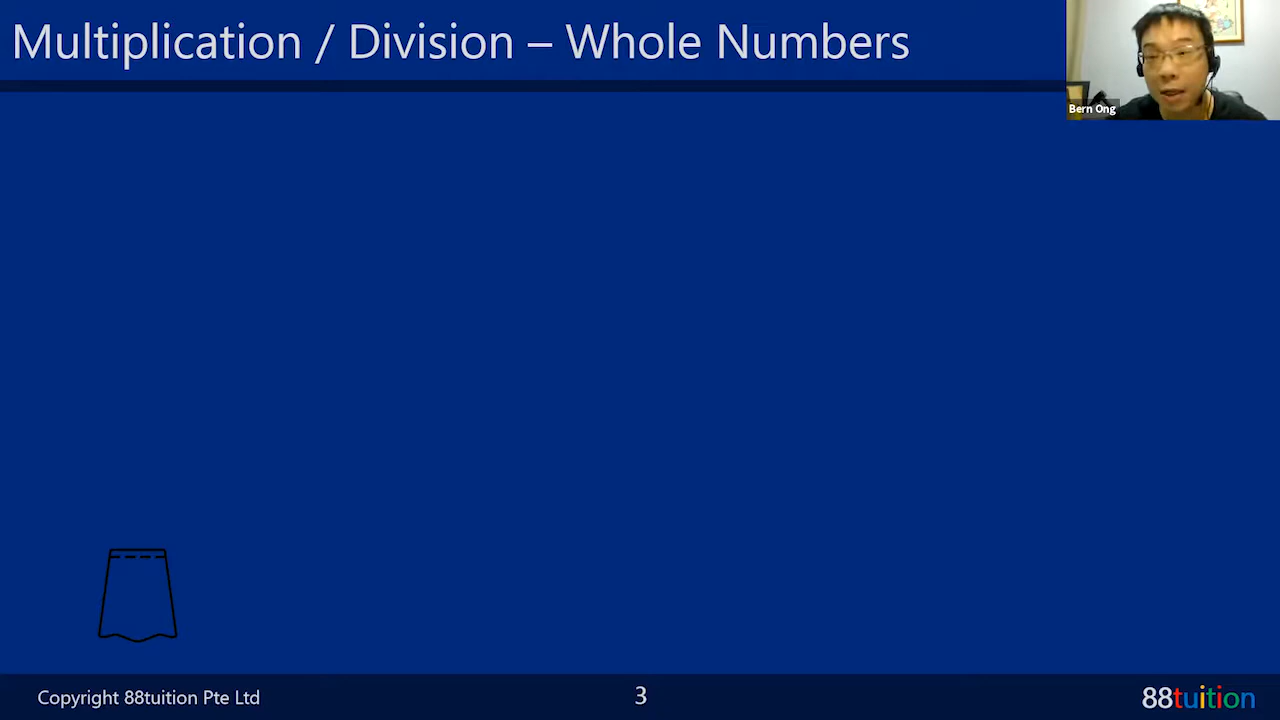 Multiplication / Division – Whole Numbers
Bern Ong
Copyright 88tuition Pte Ltd
3
88tuition